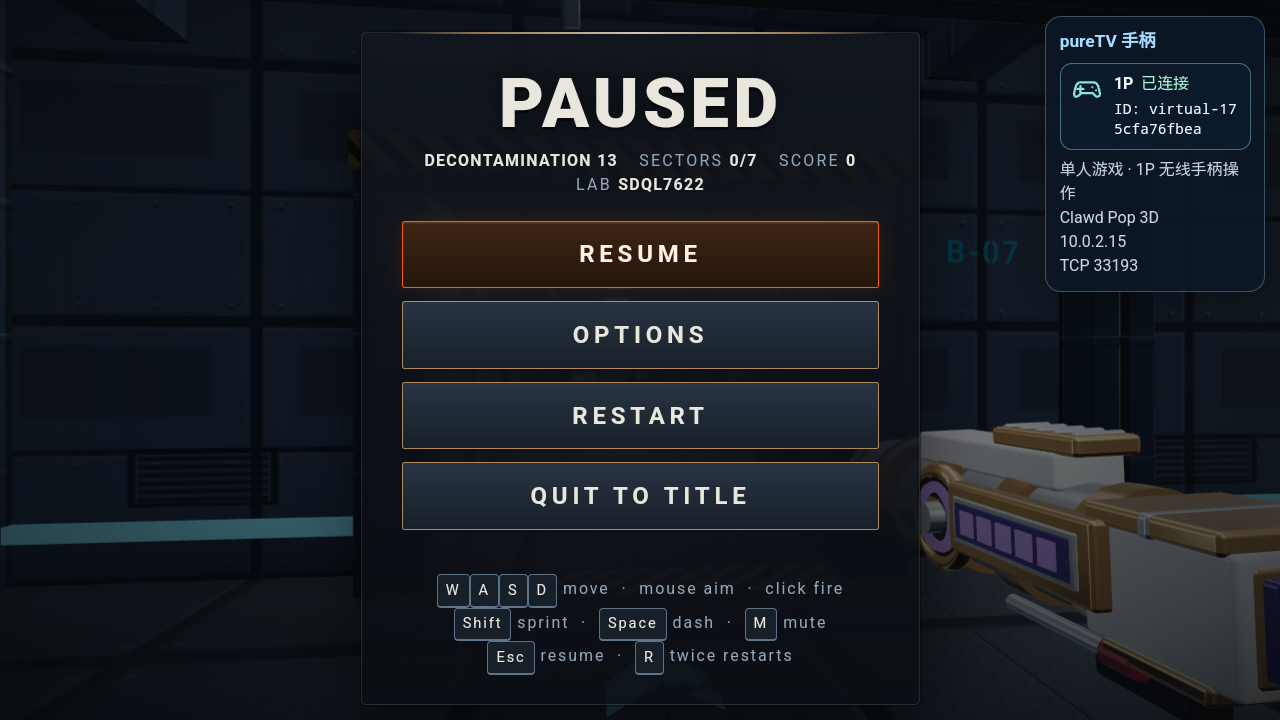 PAUSED
DECONTAMINATION 13 SECTORS 0/7 SCORE 0
LAB SDQL7622
RESUME
OPTIONS
RESTART
QUIT TO TITLE
W A S D move · mouse aim · click fire
Shift sprint · Space dash · M mute
Esc resume · R twice restarts
pureTV 手柄
1P 已连接
ID: virtual-17
5cfa76fbea
单人游戏 · 1P 无线手柄操
作
Clawd Pop 3D
10.0.2.15
TCP 33193
B-07